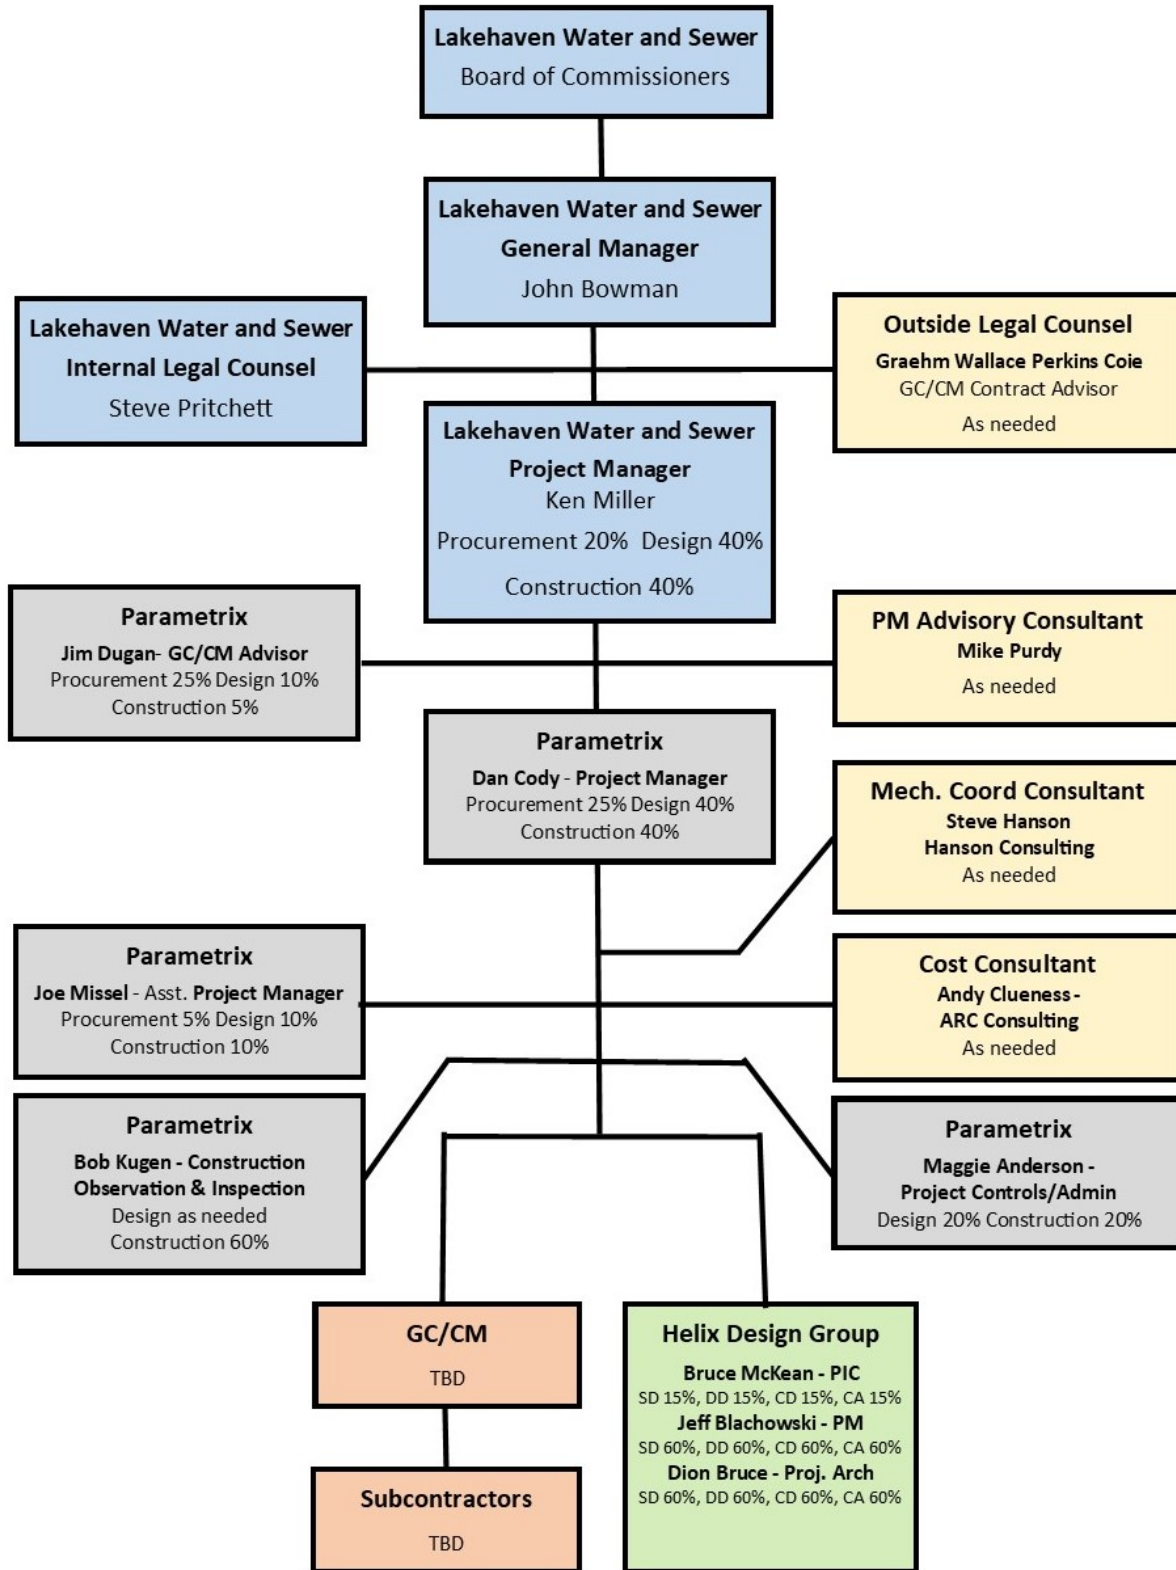 Lakehaven Water and Sewer
Board of Commissioners
Lakehaven Water and Sewer
General Manager
John Bowman
Lakehaven Water and Sewer
Internal Legal Counsel
Steve Pritchett
Outside Legal Counsel
Graehm Wallace Perkins Coie
GC/CM Contract Advisor
As needed
Lakehaven Water and Sewer
Project Manager
Ken Miller
Procurement 20% Design 40%
Construction 40%
Parametrix
Jim Dugan- GC/CM Advisor
Procurement 25% Design 10%
Construction 5%
PM Advisory Consultant
Mike Purdy
As needed
Parametrix
Dan Cody - Project Manager
Procurement 25% Design 40%
Construction 40%
Mech. Coord Consultant
Steve Hanson
Hanson Consulting
As needed
Parametrix
Joe Missel - Asst. Project Manager
Procurement 5% Design 10%
Construction 10%
Cost Consultant
Andy Clueness -
ARC Consulting
As needed
Parametrix
Bob Kugen - Construction
Observation & Inspection
Design as needed
Construction 60%
Parametrix
Maggie Anderson -
Project Controls/Admin
Design 20% Construction 20%
GC/CM
TBD
Subcontractors
TBD
Helix Design Group
Bruce McKean - PIC
SD 15%, DD 15%, CD 15%, CA 15%
Jeff Blachowski - PM
SD 60%, DD 60%, CD 60%, CA 60%
Dion Bruce - Proj. Arch
SD 60%, DD 60%, CD 60%, CA 60%